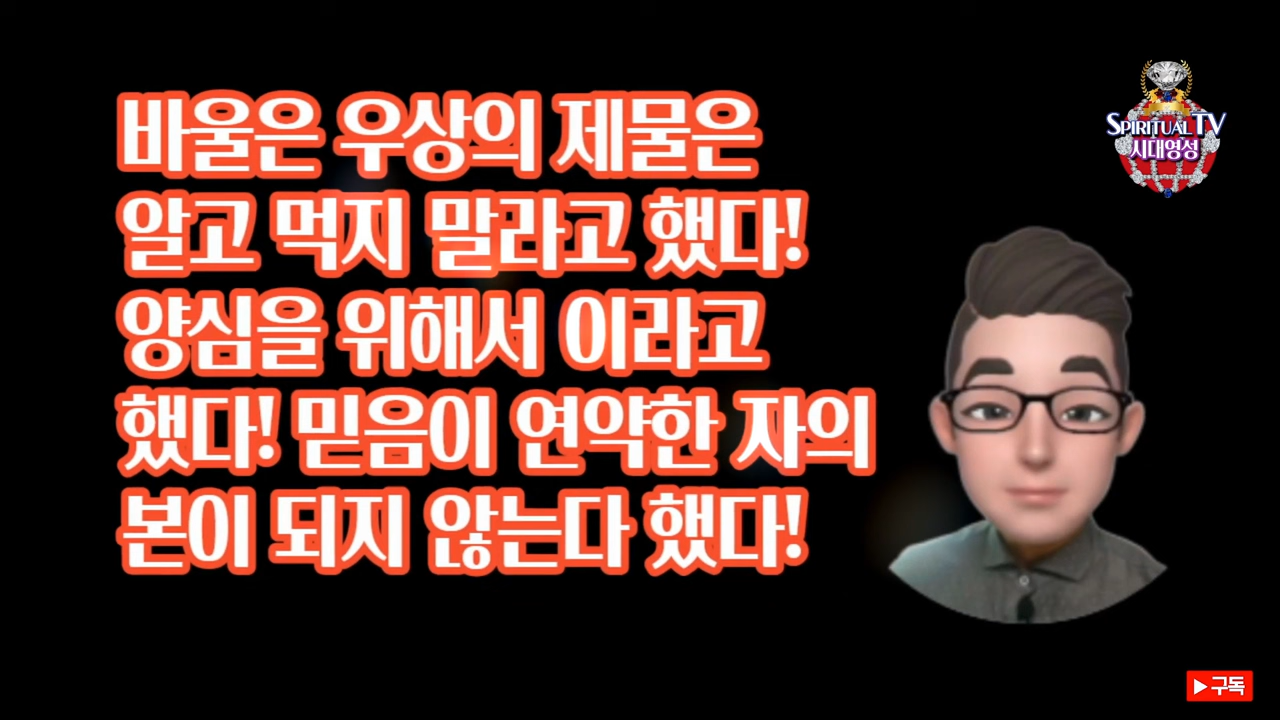 바울은 우상의 제물은
알고 먹지 말라고 했다!
양심을 위해서 이라고
했다! 믿음이 연약한 자의
본이 되지 않는다 했다!
SPIRITUAL TV
시대영성
구독